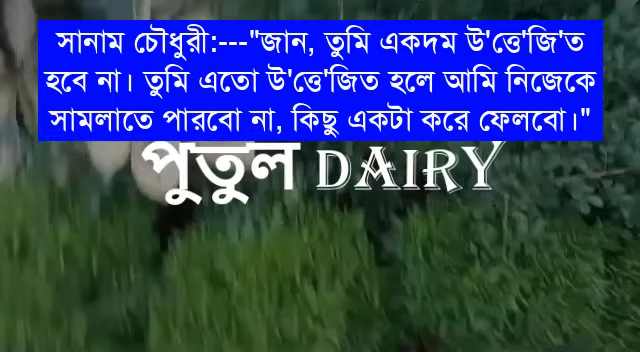 সানাম চৌধুরী:---"জান, তুমি একদম উ'ত্তে'জি'ত
হবে না। তুমি এতো উ'ত্তে'জিত হলে আমি নিজেকে
সামলাতে পারবো না, কিছু একটা করে ফেলবো।"
পুতুল DAIRY